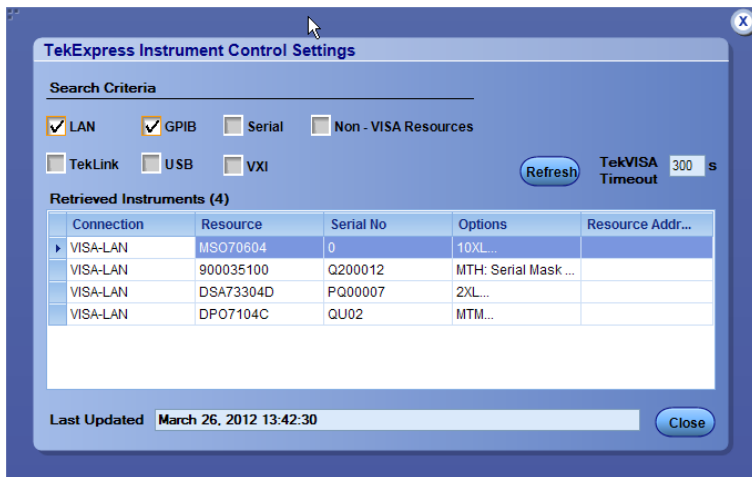 X
TekExpress Instrument Control Settings
Search Criteria
LAN GPIB Serial Non - VISA Resources
TekLink USB VXI Refresh TekVISA Timeout 300 s
Retrieved Instruments (4)
Connection Resource Serial No Options Resource Addr...
VISA-LAN MSO70604 0 10XL...
VISA-LAN 900035100 Q200012 MTH: Serial Mask ...
VISA-LAN DSA73304D PQ00007 2XL...
VISA-LAN DPO7104C QU02 MTM...
Last Updated March 26, 2012 13:42:30 Close